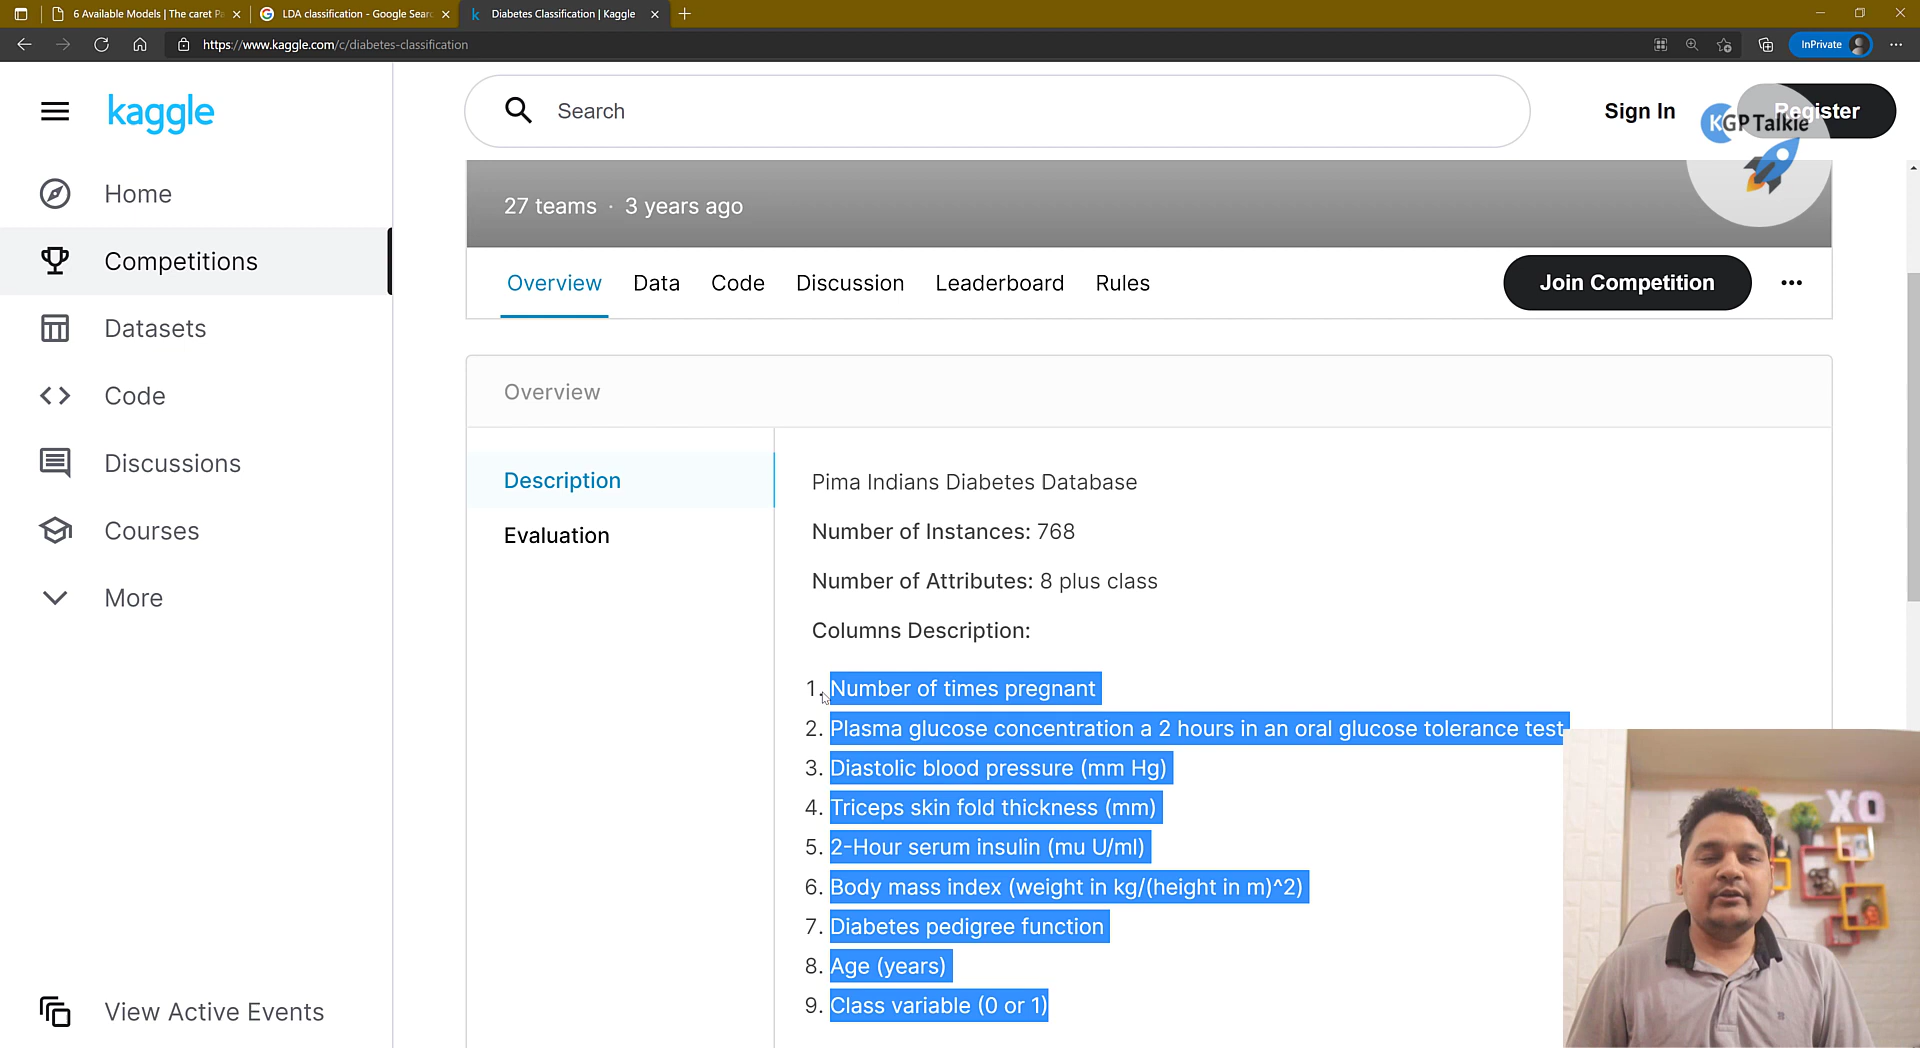 6 Available Models | The caret Pa
LDA classification - Google Searc
Diabetes Classification | Kaggle
https://www.kaggle.com/c/diabetes-classification
InPrivate
kaggle
Search
Sign In
Register
KGP Talkie
Home
Competitions
Datasets
Code
Discussions
Courses
More
View Active Events
27 teams · 3 years ago
Overview
Data
Code
Discussion
Leaderboard
Rules
Join Competition
Overview
Description
Evaluation
Pima Indians Diabetes Database
Number of Instances: 768
Number of Attributes: 8 plus class
Columns Description:
1. Number of times pregnant
2. Plasma glucose concentration a 2 hours in an oral glucose tolerance test
3. Diastolic blood pressure (mm Hg)
4. Triceps skin fold thickness (mm)
5. 2-Hour serum insulin (mu U/ml)
6. Body mass index (weight in kg/(height in m)^2)
7. Diabetes pedigree function
8. Age (years)
9. Class variable (0 or 1)
XO